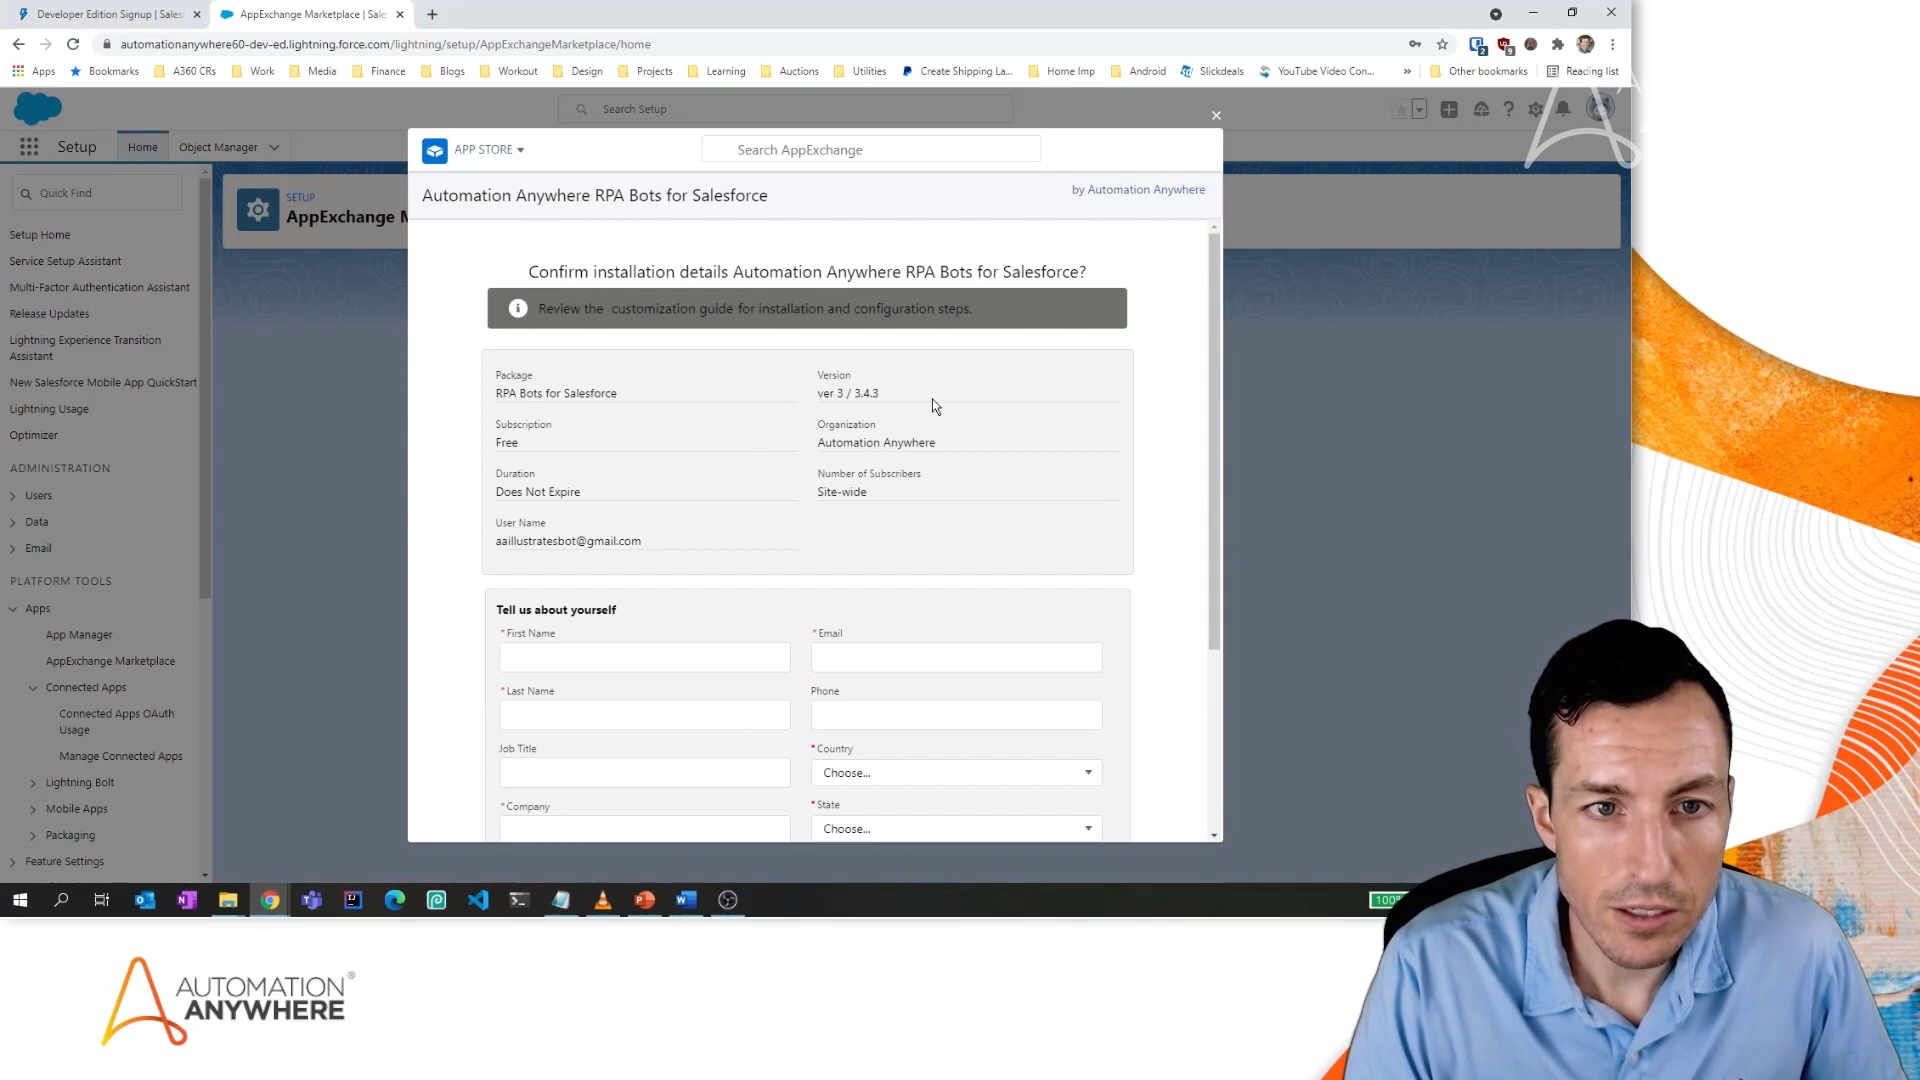 Developer Edition Signup | Sales
AppExchange Marketplace | Sale
automationanywhere60-dev-ed.lightning.force.com/lightning/setup/AppExchangeMarketplace/home
Apps
Bookmarks
A360 CRs
Work
Media
Finance
Blogs
Workout
Design
Projects
Learning
Auctions
Utilities
Create Shipping La...
Home Imp
Android
Slickdeals
YouTube Video Con...
»
Other bookmarks
Reading list
Search Setup
Setup
Home
Object Manager
Quick Find
Setup Home
Service Setup Assistant
Multi-Factor Authentication Assistant
Release Updates
Lightning Experience Transition
Assistant
New Salesforce Mobile App QuickStart
Lightning Usage
Optimizer
ADMINISTRATION
Users
Data
Email
PLATFORM TOOLS
Apps
App Manager
AppExchange Marketplace
Connected Apps
Connected Apps OAuth
Usage
Manage Connected Apps
Lightning Bolt
Mobile Apps
Packaging
Feature Settings
SETUP
AppExchange M
APP STORE
Search AppExchange
Automation Anywhere RPA Bots for Salesforce
by Automation Anywhere
Confirm installation details Automation Anywhere RPA Bots for Salesforce?
Review the customization guide for installation and configuration steps.
Package
RPA Bots for Salesforce
Version
ver 3 / 3.4.3
Subscription
Free
Organization
Automation Anywhere
Duration
Does Not Expire
Number of Subscribers
Site-wide
User Name
aaillustratesbot@gmail.com
Tell us about yourself
* First Name
* Email
* Last Name
Phone
Job Title
* Country
Choose...
* Company
* State
Choose...
100%
AUTOMATION®
ANYWHERE